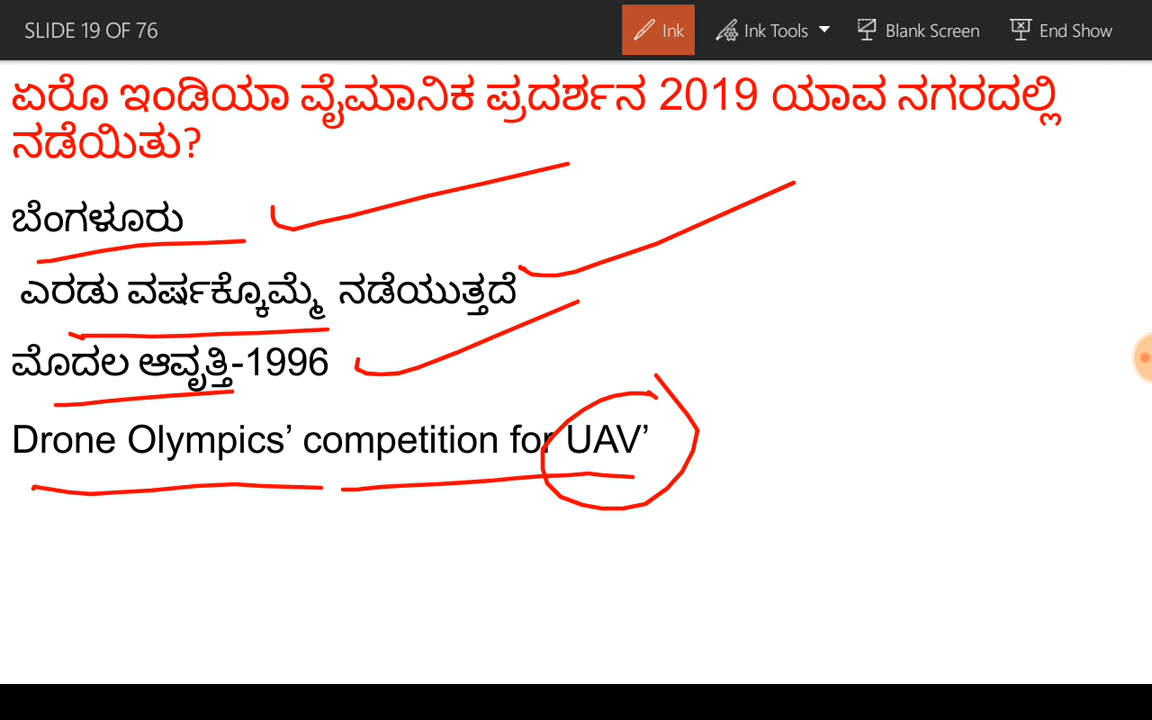 SLIDE 19 OF 76
Ink
Ink Tools
Blank Screen
End Show
ಏರೊ ಇಂಡಿಯಾ ವೈಮಾನಿಕ ಪ್ರದರ್ಶನ 2019 ಯಾವ ನಗರದಲ್ಲಿ
ನಡೆಯಿತು?
ಬೆಂಗಳೂರು
ಎರಡು ವರ್ಷಕ್ಕೊಮ್ಮೆ ನಡೆಯುತ್ತದೆ
ಮೊದಲ ಆವೃತ್ತಿ-1996
Drone Olympics’ competition for UAV’